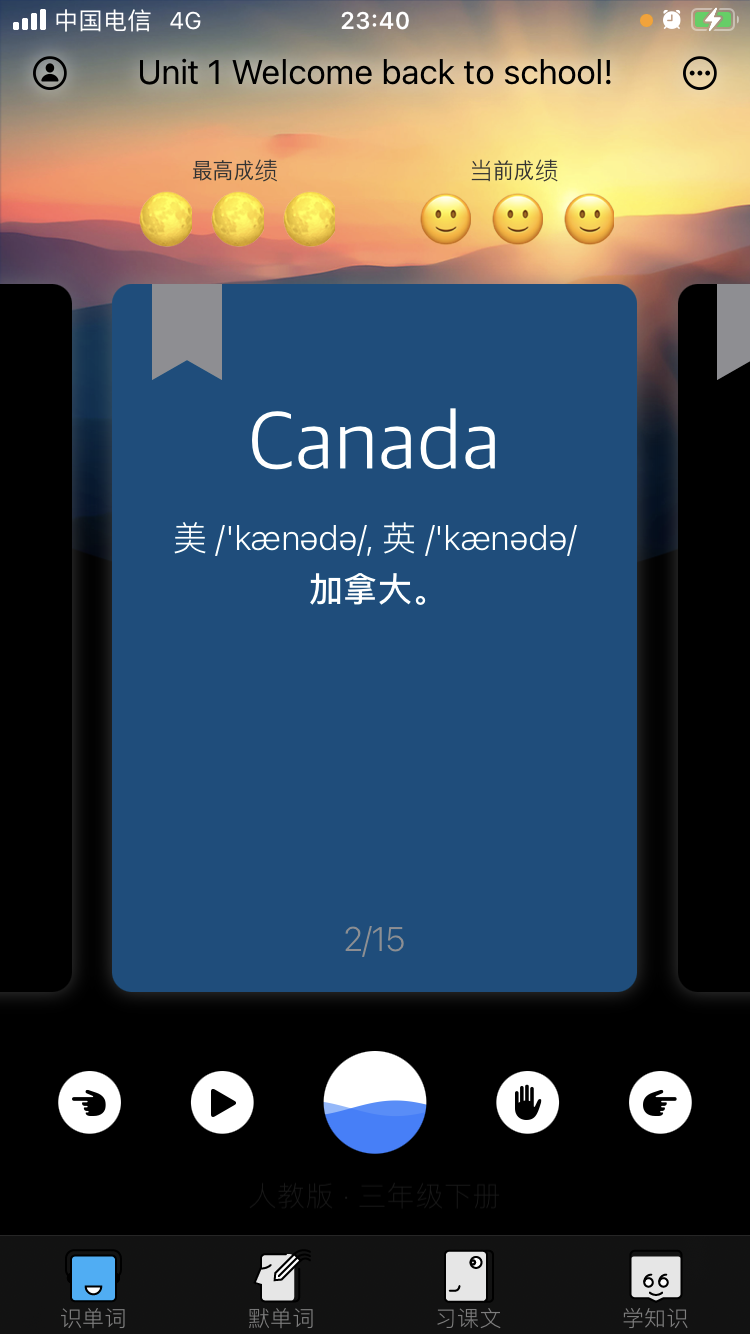 中国电信 4G 23:40
Unit 1 Welcome back to school!
最高成绩 当前成绩
Canada
美 /'kænədə/, 英 /'kænədə/
加拿大。
2/15
人教版 · 三年级下册
识单词 默单词 习课文 学知识